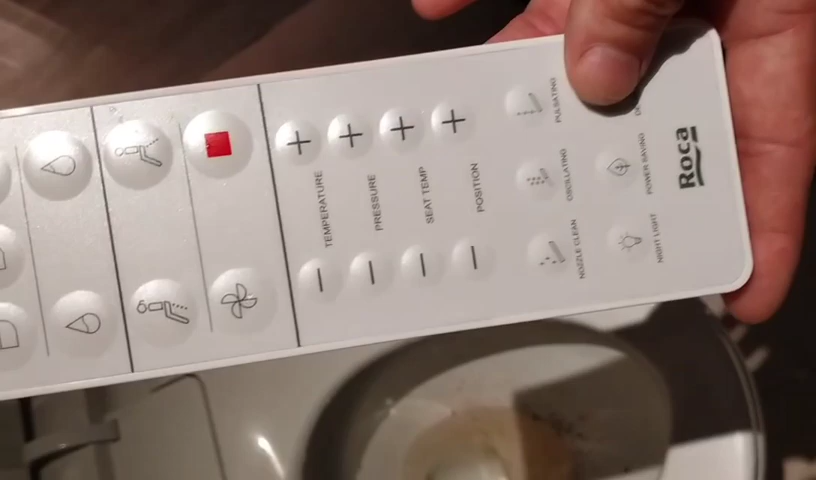 TEMPERATURE
PRESSURE
SEAT TEMP
POSITION
PULSATING
OSCILLATING
NOZZLE CLEAN
POWER SAVING
NIGHT LIGHT
Roca